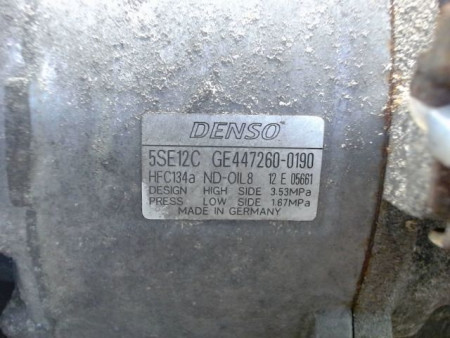 DENSO™
5SE12C GE447260-0190
HFC134a ND-OIL8 12 E 05661
DESIGN HIGH SIDE 3.53MPa
PRESS LOW SIDE 1.67MPa
MADE IN GERMANY